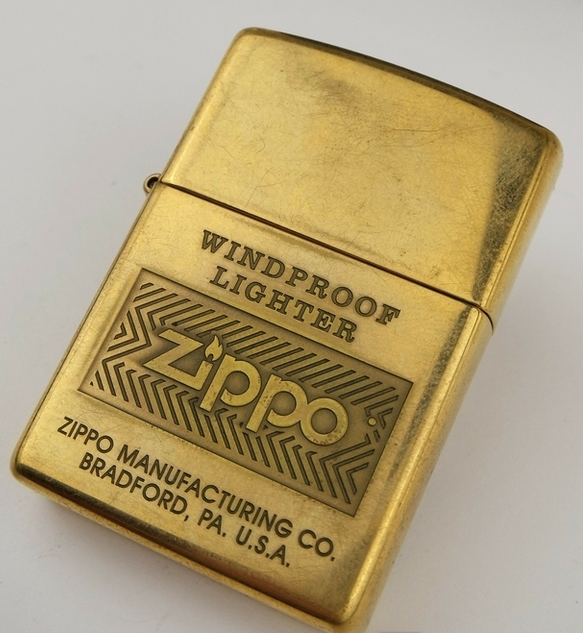 WINDPROOF
LIGHTER
Zippo
ZIPPO MANUFACTURING CO.
BRADFORD, PA. U.S.A.